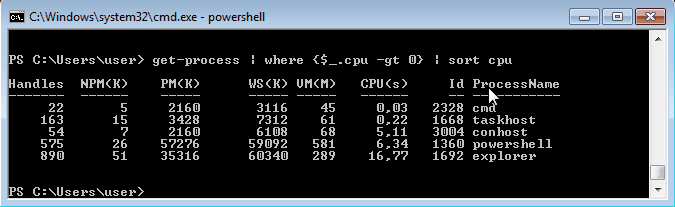 C:\Windows\system32\cmd.exe - powershell
PS C:\Users\user> get-process | where {$_.cpu -gt 0} | sort cpu
Handles NPM(K) PM(K) WS(K) VM(M) CPU(s) Id ProcessName
------- ------ ----- ----- ----- ------ -- -----------
22 5 2160 3116 45 0,03 2328 cmd
163 15 3428 7312 61 0,22 1668 taskhost
54 7 2160 6108 68 5,11 3004 conhost
575 26 57276 59092 581 6,34 1360 powershell
890 51 35316 60340 289 16,77 1692 explorer
PS C:\Users\user>